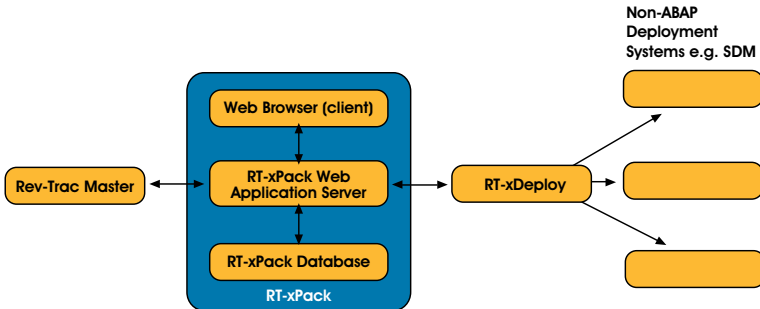 Non-ABAP
Deployment
Systems e.g. SDM
Web Browser (client)
Rev-Trac Master
RT-xPack Web
Application Server
RT-xDeploy
RT-xPack Database
RT-xPack